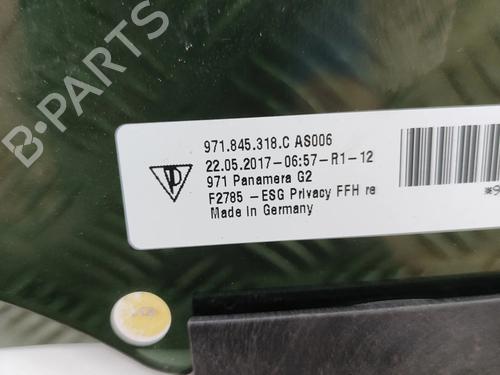 B-PARTS
971.845.318.C AS006
22.05.2017-06:57-R1-12
971 Panamera G2
F2785 -ESG Privacy FFH re
Made in Germany
*9